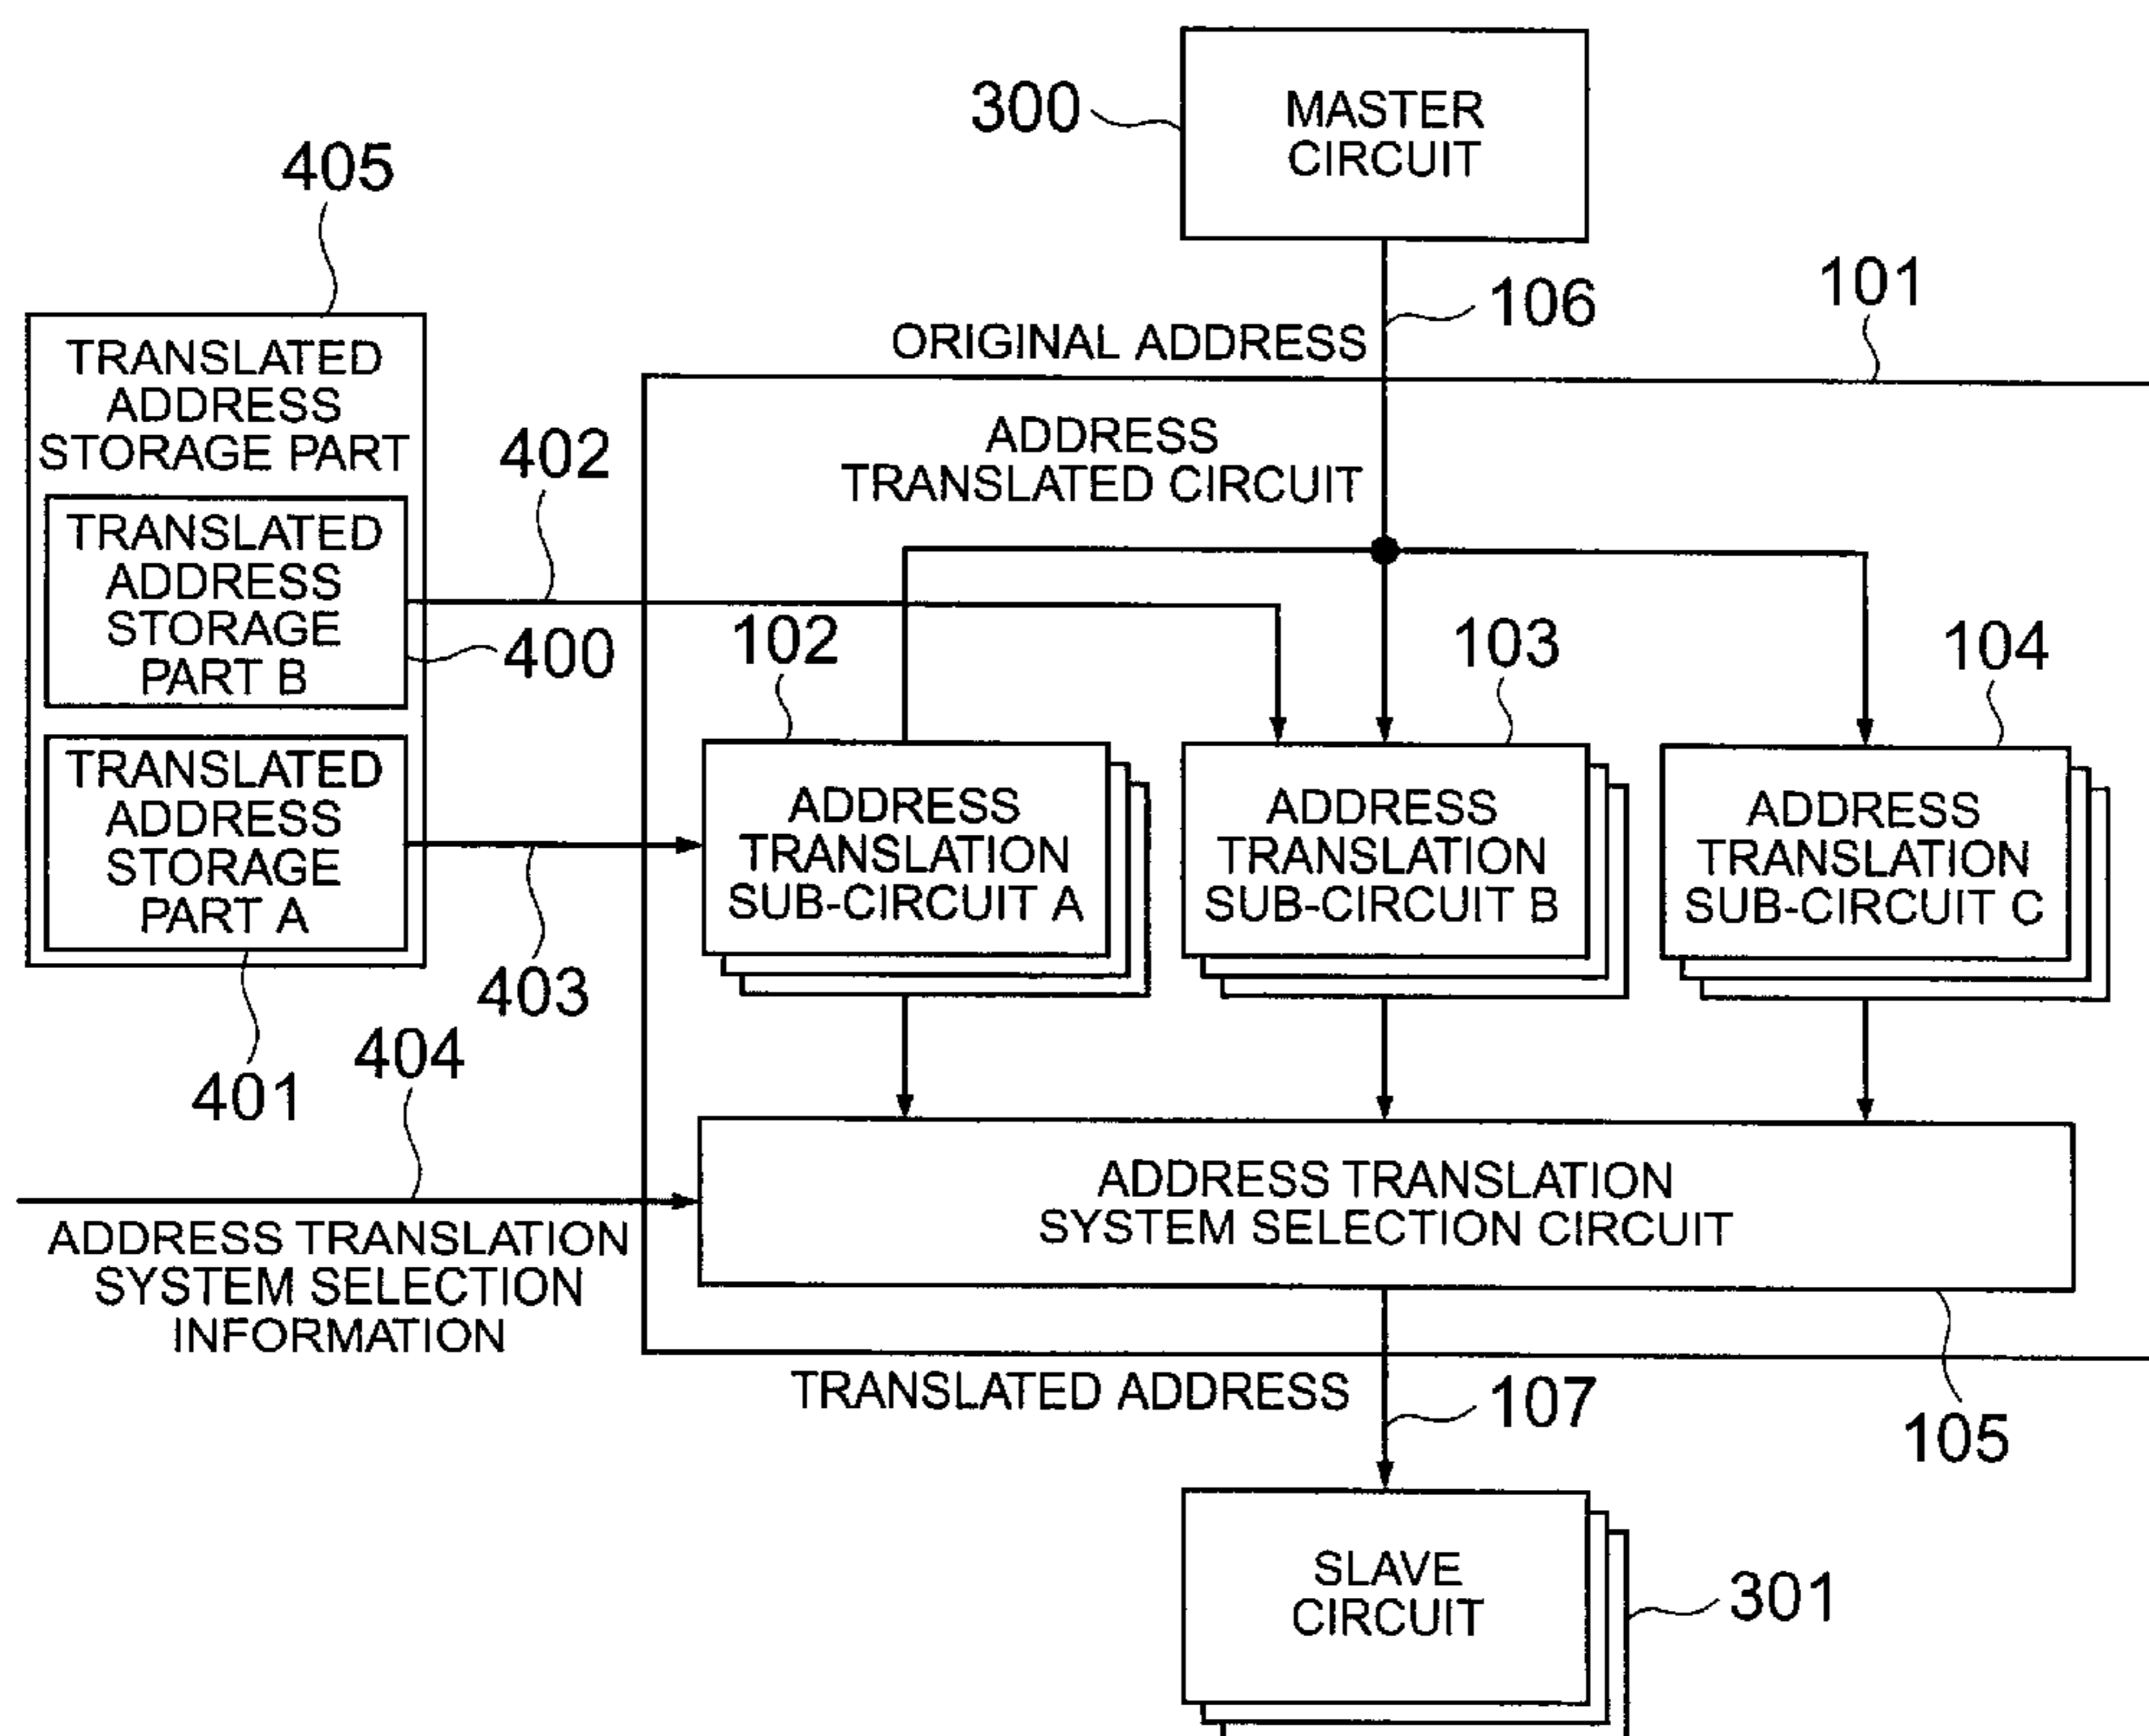 300
MASTER
CIRCUIT
405
106
101
ORIGINAL ADDRESS
TRANSLATED
ADDRESS
STORAGE PART
402
ADDRESS
TRANSLATED CIRCUIT
TRANSLATED
ADDRESS
STORAGE
PART B
400
102
103
104
TRANSLATED
ADDRESS
STORAGE
PART A
ADDRESS
TRANSLATION
SUB-CIRCUIT A
ADDRESS
TRANSLATION
SUB-CIRCUIT B
ADDRESS
TRANSLATION
SUB-CIRCUIT C
403
401
404
ADDRESS TRANSLATION
SYSTEM SELECTION CIRCUIT
ADDRESS TRANSLATION
SYSTEM SELECTION
INFORMATION
TRANSLATED ADDRESS
107
105
SLAVE
CIRCUIT
301